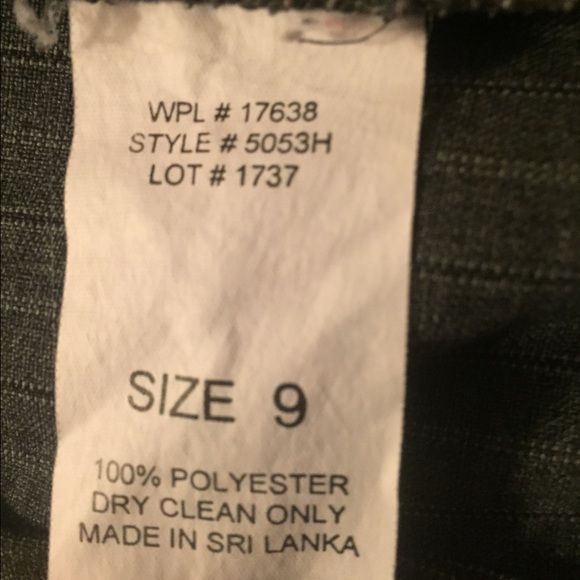 WPL # 17638
STYLE # 5053H
LOT # 1737
SIZE 9
100% POLYESTER
DRY CLEAN ONLY
MADE IN SRI LANKA